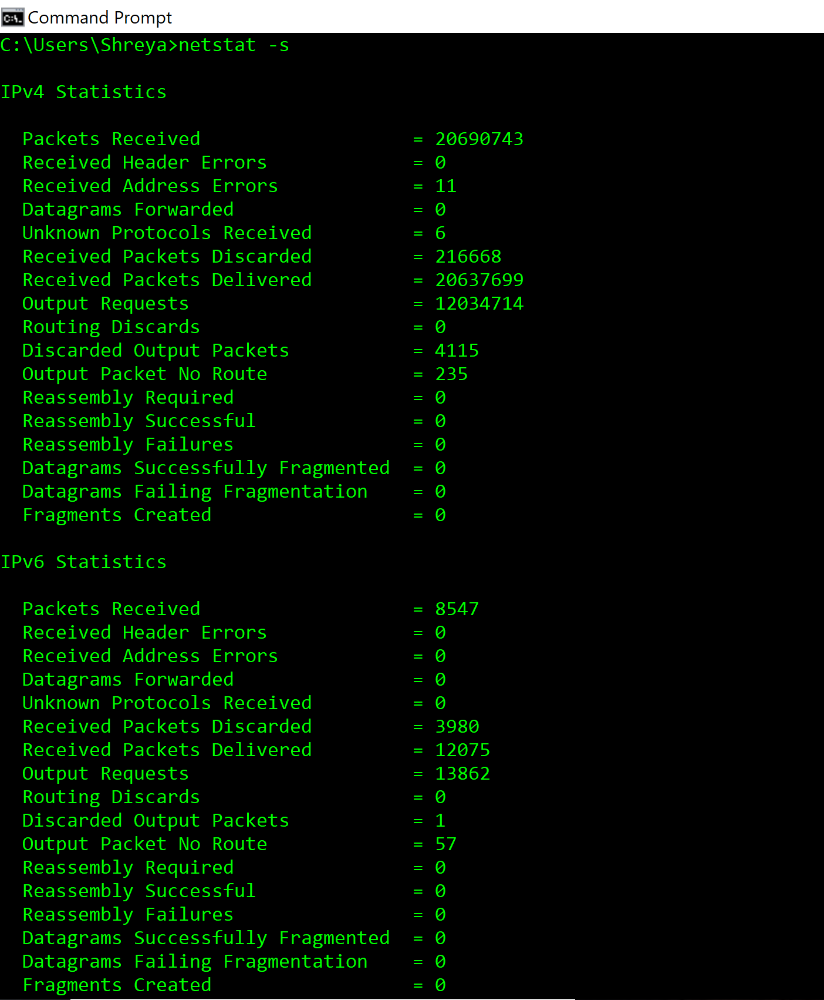 Command Prompt
C:\Users\Shreya>netstat -s
IPv4 Statistics
Packets Received = 20690743
Received Header Errors = 0
Received Address Errors = 11
Datagrams Forwarded = 0
Unknown Protocols Received = 6
Received Packets Discarded = 216668
Received Packets Delivered = 20637699
Output Requests = 12034714
Routing Discards = 0
Discarded Output Packets = 4115
Output Packet No Route = 235
Reassembly Required = 0
Reassembly Successful = 0
Reassembly Failures = 0
Datagrams Successfully Fragmented = 0
Datagrams Failing Fragmentation = 0
Fragments Created = 0
IPv6 Statistics
Packets Received = 8547
Received Header Errors = 0
Received Address Errors = 0
Datagrams Forwarded = 0
Unknown Protocols Received = 0
Received Packets Discarded = 3980
Received Packets Delivered = 12075
Output Requests = 13862
Routing Discards = 0
Discarded Output Packets = 1
Output Packet No Route = 57
Reassembly Required = 0
Reassembly Successful = 0
Reassembly Failures = 0
Datagrams Successfully Fragmented = 0
Datagrams Failing Fragmentation = 0
Fragments Created = 0